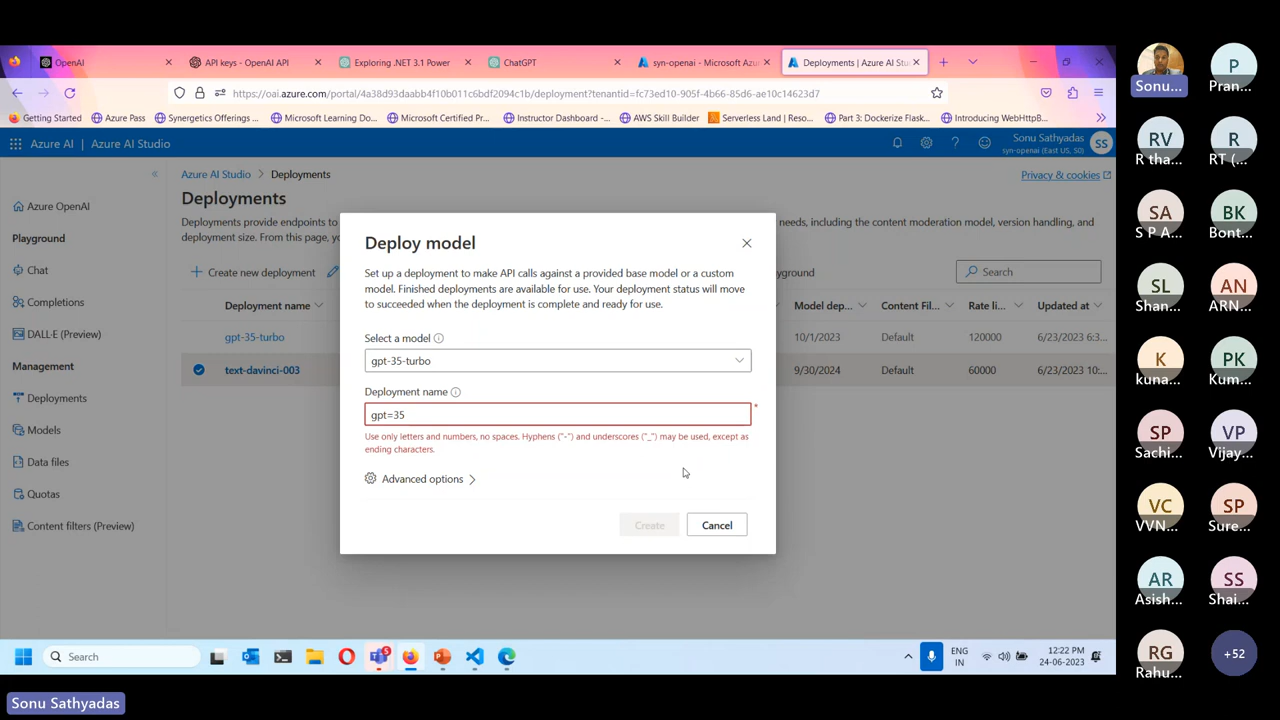 OpenAI
API keys - OpenAI API
Exploring .NET 3.1 Power
ChatGPT
syn-openai - Microsoft Azu
Deployments | Azure AI Stu
https://oai.azure.com/portal/4a38d93daabb4f10b011c6bdf2094c1b/deployment?tenantid=fc73ed10-905f-4b66-85d6-ae10c14623d7
Getting Started
Azure Pass
Synergetics Offerings ...
Microsoft Learning Do...
Microsoft Certified Pr...
Instructor Dashboard -...
AWS Skill Builder
Serverless Land | Reso...
Part 3: Dockerize Flask...
Introducing WebHttpB...
Azure AI | Azure AI Studio
Sonu Sathyadas
syn-openai (East US, S0)
SS
Azure AI Studio > Deployments
Privacy & cookies
Deployments
Deployments provide endpoints to
needs, including the content moderation model, version handling, and
deployment size. From this page, yo
Azure OpenAI
Playground
Chat
Completions
DALL·E (Preview)
Management
Deployments
Models
Data files
Quotas
Content filters (Preview)
Create new deployment
ayground
Search
Deployment name
Model dep...
Content Fil...
Rate li...
Updated at
gpt-35-turbo
10/1/2023
Default
120000
6/23/2023 6:3...
text-davinci-003
9/30/2024
Default
60000
6/23/2023 10:...
Deploy model
Set up a deployment to make API calls against a provided base model or a custom
model. Finished deployments are available for use. Your deployment status will move
to succeeded when the deployment is complete and ready for use.
Select a model
gpt-35-turbo
Deployment name
*
gpt=35
Use only letters and numbers, no spaces. Hyphens ("-") and underscores ("_") may be used, except as
ending characters.
Advanced options
Create
Cancel
Search
5
ENG
IN
12:22 PM
24-06-2023
Sonu Sathyadas
Sonu...
P
Pran...
RV
R tha...
R
RT (...
SA
S P A...
BK
Bont...
SL
Shan...
AN
ARN...
K
kuna...
PK
Kum...
SP
Sachi...
VP
Vijay...
VC
VVN...
SP
Sure...
AR
Asish...
SS
Shai...
RG
Rahu...
+52